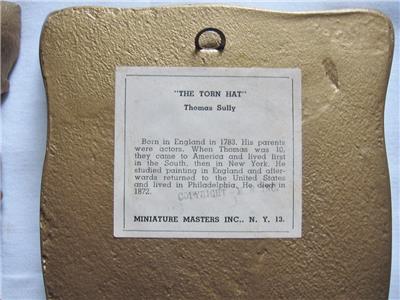 "THE TORN HAT"
Thomas Sully
Born in England in 1783. His parents
were actors. When Thomas was 10,
they came to America and lived first
in the South, then in New York. He
studied painting in England and after-
wards returned to the United States
and lived in Philadelphia. He died in
1872.
COPYRIGHT
MINIATURE MASTERS INC., N. Y. 13.